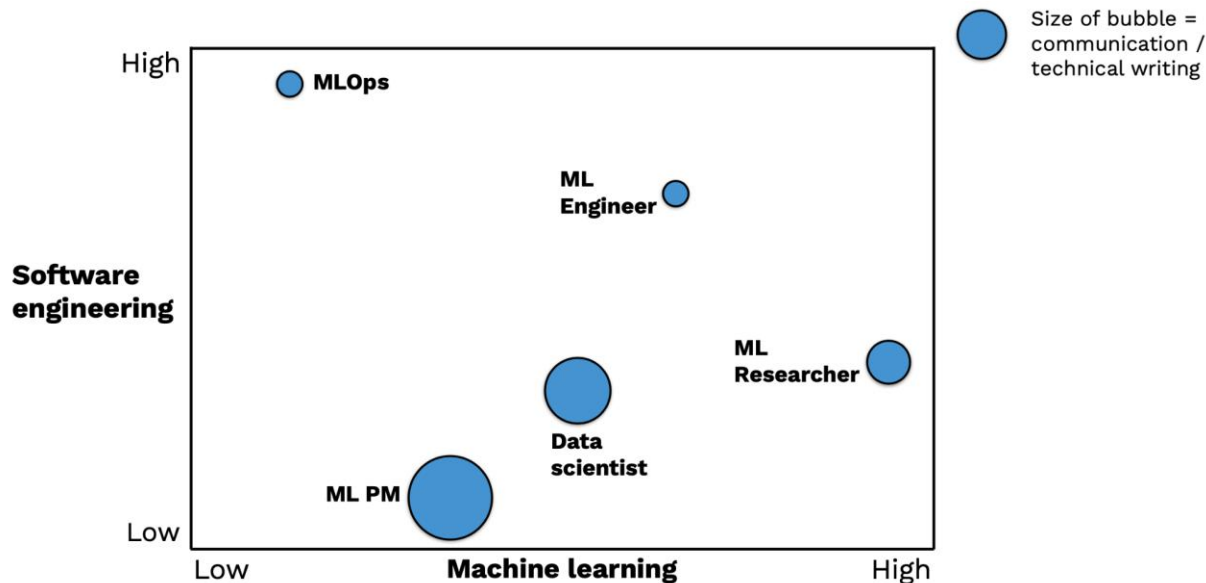 Size of bubble =
communication /
technical writing
High
MLOps
ML
Engineer
Software
engineering
ML
Researcher
Data
scientist
ML PM
Low
Low
Machine learning
High